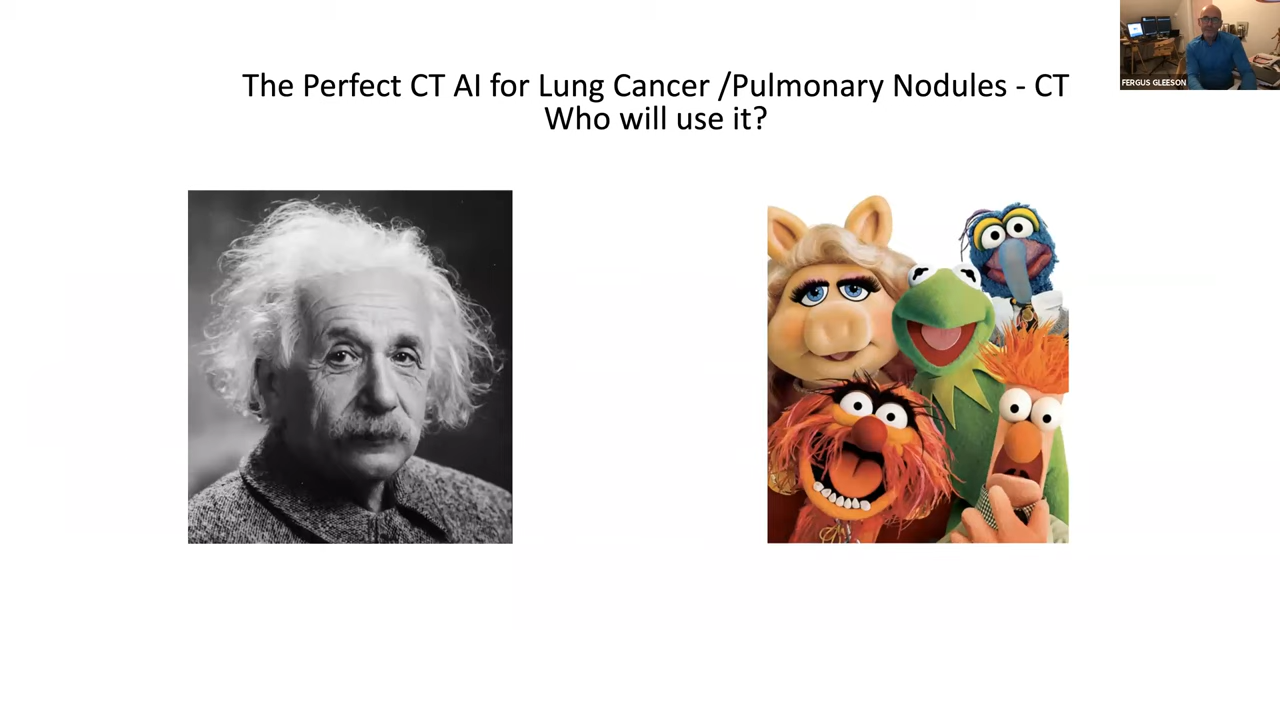 The Perfect CT AI for Lung Cancer /Pulmonary Nodules - CT
Who will use it?
FERGUS GLEESON